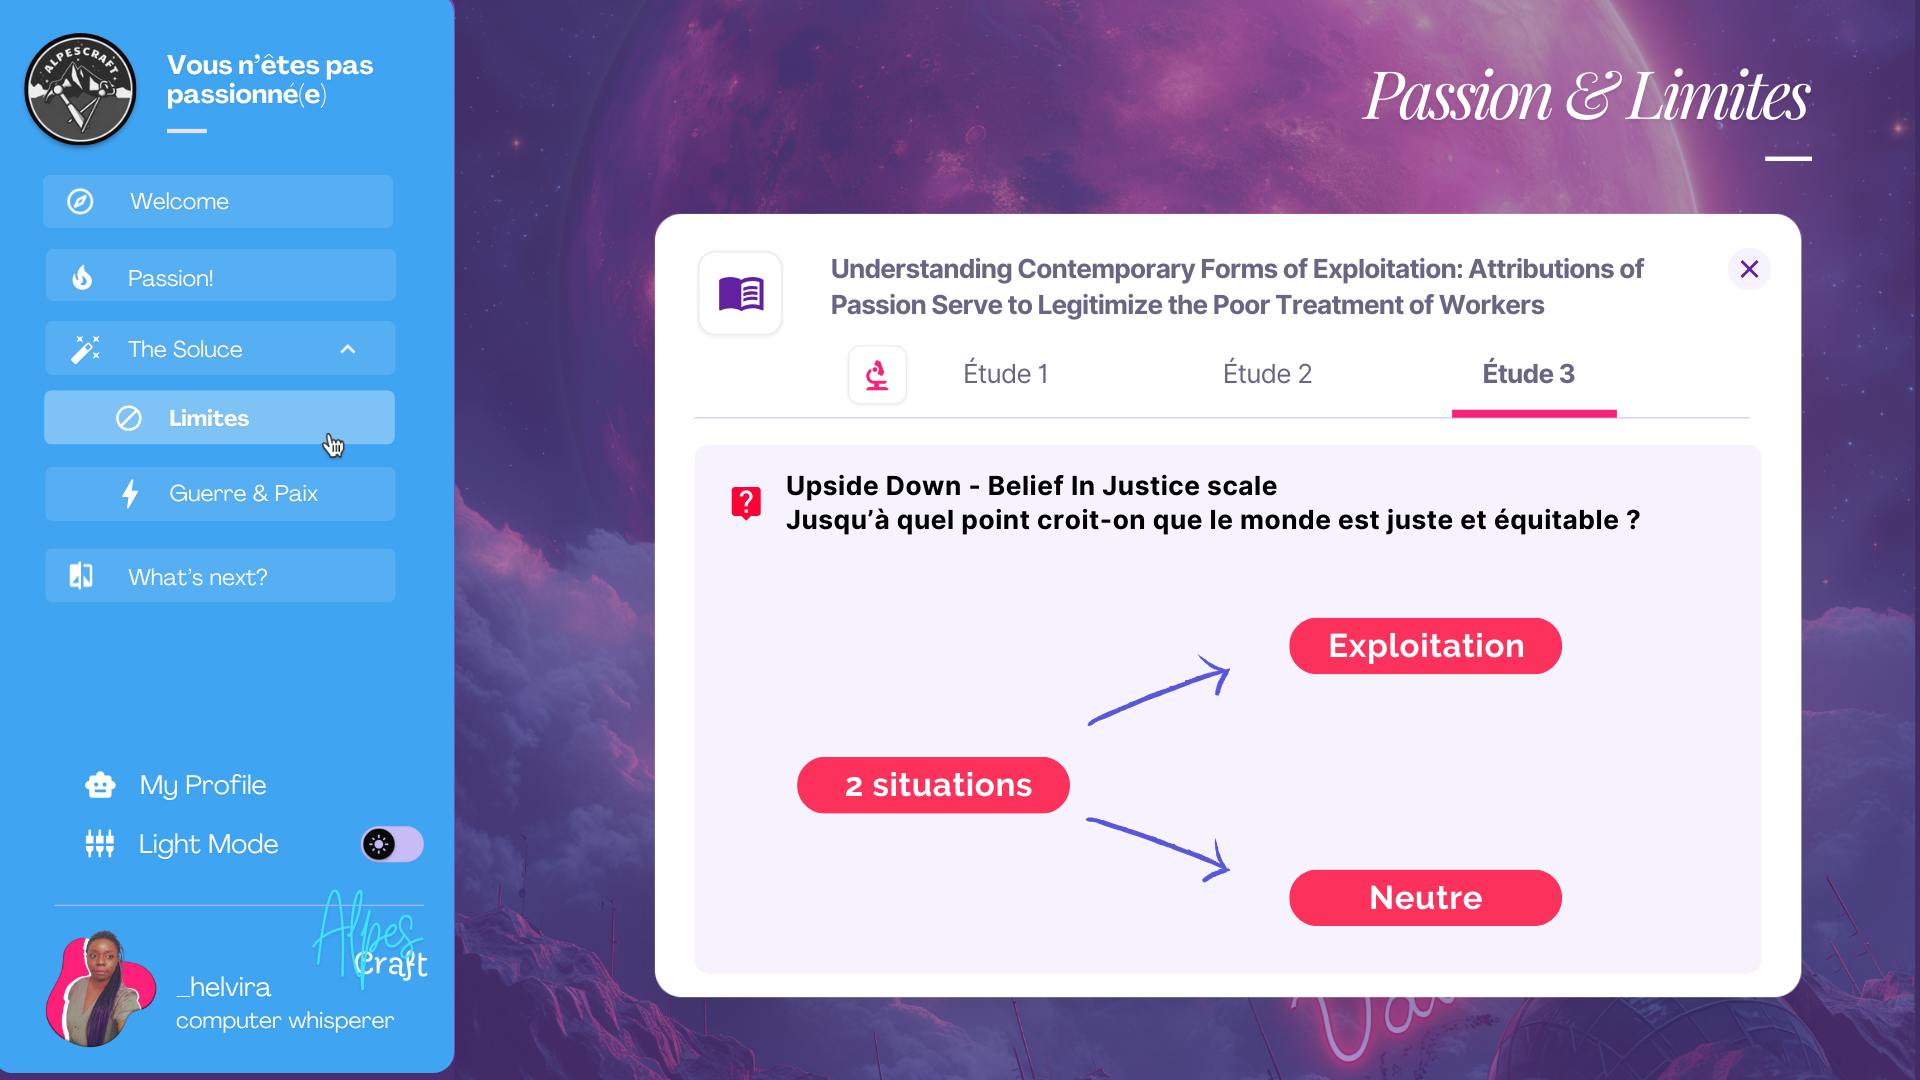 ALPESCRAFT
Vous n'êtes pas
passionné(e)
Welcome
Passion!
The Soluce
Limites
Guerre & Paix
What's next?
My Profile
Light Mode
Alpes
Craft
_helvira
computer whisperer
Passion & Limites
Understanding Contemporary Forms of Exploitation: Attributions of
Passion Serve to Legitimize the Poor Treatment of Workers
Étude 1
Étude 2
Étude 3
Upside Down - Belief In Justice scale
Jusqu'à quel point croit-on que le monde est juste et équitable ?
Exploitation
2 situations
Neutre